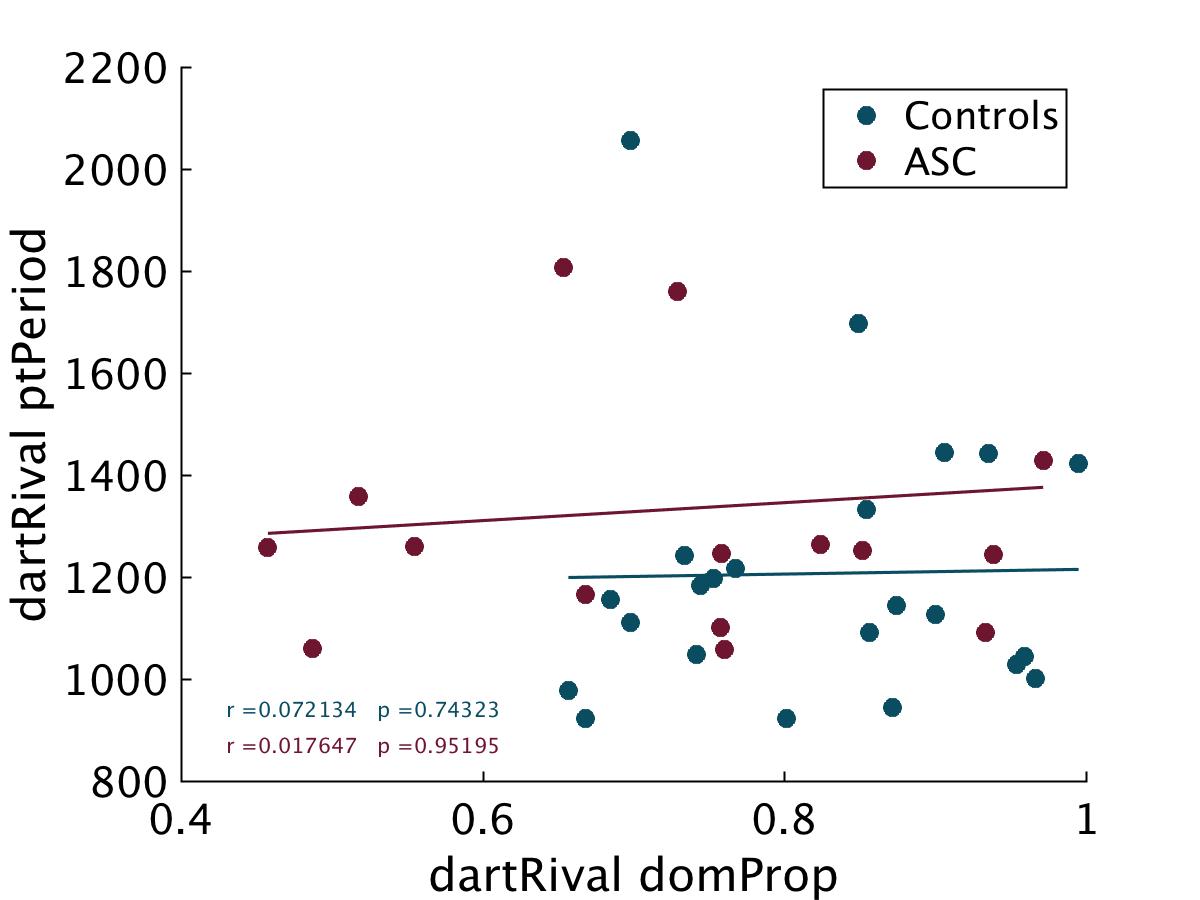 2200
2000
1800
1600
1400
1200
1000
800
dartRival ptPeriod
Controls
ASC
r =0.072134 p =0.74323
r =0.017647 p =0.95195
0.4 0.6 0.8 1
dartRival domProp